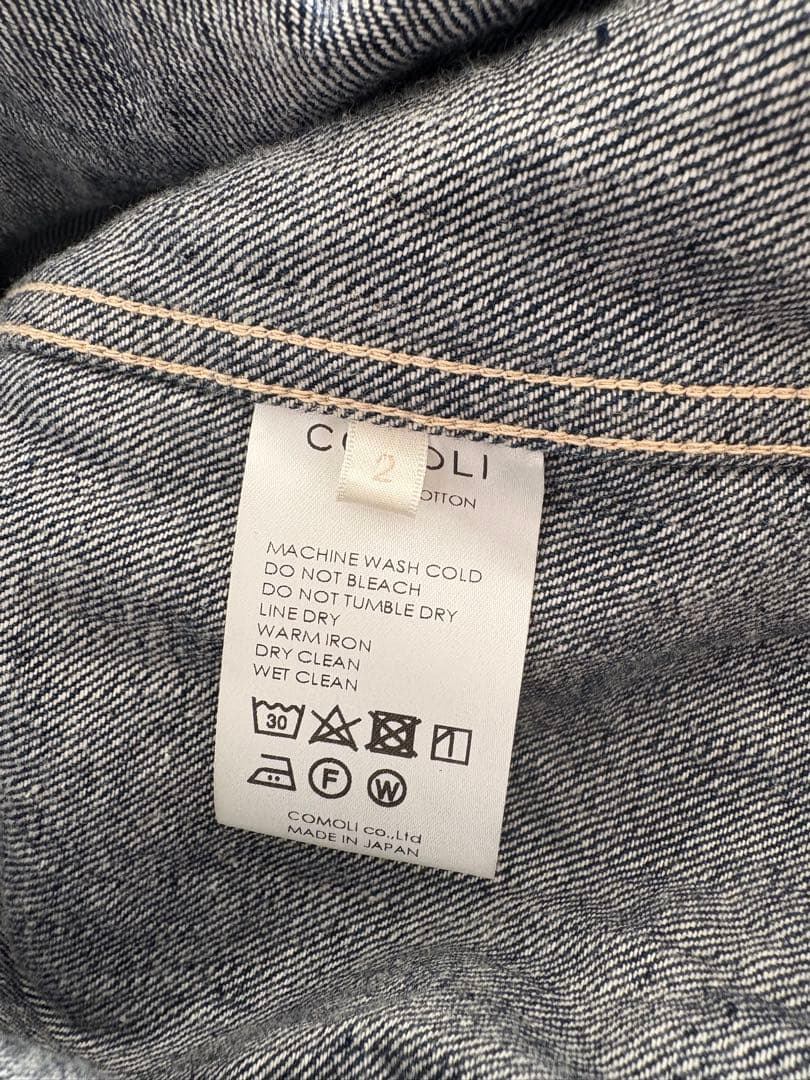 2
MACHINE WASH COLD
DO NOT BLEACH
DO NOT TUMBLE DRY
LINE DRY
WARM IRON
DRY CLEAN
WET CLEAN
30
F
W
COMOLI co.,Ltd
MADE IN JAPAN